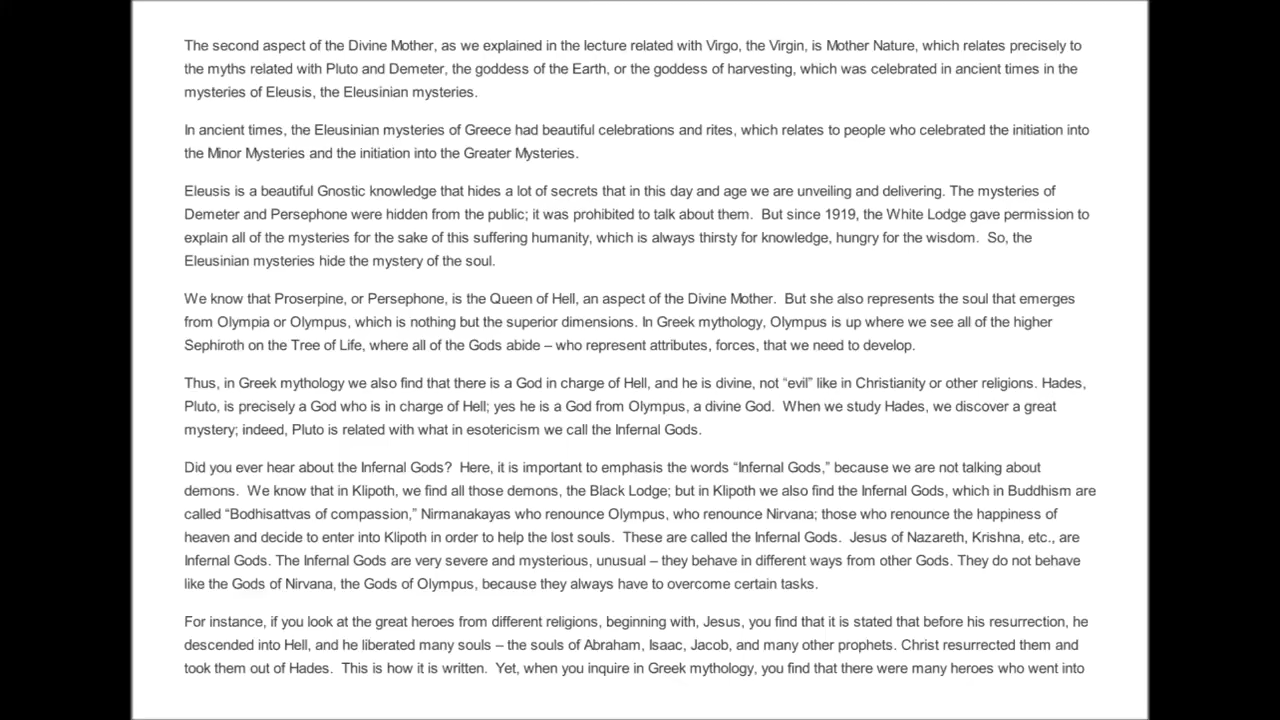 The second aspect of the Divine Mother, as we explained in the lecture related with Virgo, the Virgin, is Mother Nature, which relates precisely to
the myths related with Pluto and Demeter, the goddess of the Earth, or the goddess of harvesting, which was celebrated in ancient times in the
mysteries of Eleusis, the Eleusinian mysteries.
In ancient times, the Eleusinian mysteries of Greece had beautiful celebrations and rites, which relates to people who celebrated the initiation into
the Minor Mysteries and the initiation into the Greater Mysteries.
Eleusis is a beautiful Gnostic knowledge that hides a lot of secrets that in this day and age we are unveiling and delivering. The mysteries of
Demeter and Persephone were hidden from the public; it was prohibited to talk about them.  But since 1919, the White Lodge gave permission to
explain all of the mysteries for the sake of this suffering humanity, which is always thirsty for knowledge, hungry for the wisdom.  So, the
Eleusinian mysteries hide the mystery of the soul.
We know that Proserpine, or Persephone, is the Queen of Hell, an aspect of the Divine Mother.  But she also represents the soul that emerges
from Olympia or Olympus, which is nothing but the superior dimensions. In Greek mythology, Olympus is up where we see all of the higher
Sephiroth on the Tree of Life, where all of the Gods abide – who represent attributes, forces, that we need to develop.
Thus, in Greek mythology we also find that there is a God in charge of Hell, and he is divine, not “evil” like in Christianity or other religions. Hades,
Pluto, is precisely a God who is in charge of Hell; yes he is a God from Olympus, a divine God.  When we study Hades, we discover a great
mystery; indeed, Pluto is related with what in esotericism we call the Infernal Gods.
Did you ever hear about the Infernal Gods?  Here, it is important to emphasis the words “Infernal Gods,” because we are not talking about
demons.  We know that in Klipoth, we find all those demons, the Black Lodge; but in Klipoth we also find the Infernal Gods, which in Buddhism are
called “Bodhisattvas of compassion,” Nirmanakayas who renounce Olympus, who renounce Nirvana; those who renounce the happiness of
heaven and decide to enter into Klipoth in order to help the lost souls.  These are called the Infernal Gods.  Jesus of Nazareth, Krishna, etc., are
Infernal Gods. The Infernal Gods are very severe and mysterious, unusual – they behave in different ways from other Gods. They do not behave
like the Gods of Nirvana, the Gods of Olympus, because they always have to overcome certain tasks.
For instance, if you look at the great heroes from different religions, beginning with, Jesus, you find that it is stated that before his resurrection, he
descended into Hell, and he liberated many souls – the souls of Abraham, Isaac, Jacob, and many other prophets. Christ resurrected them and
took them out of Hades.  This is how it is written.  Yet, when you inquire in Greek mythology, you find that there were many heroes who went into